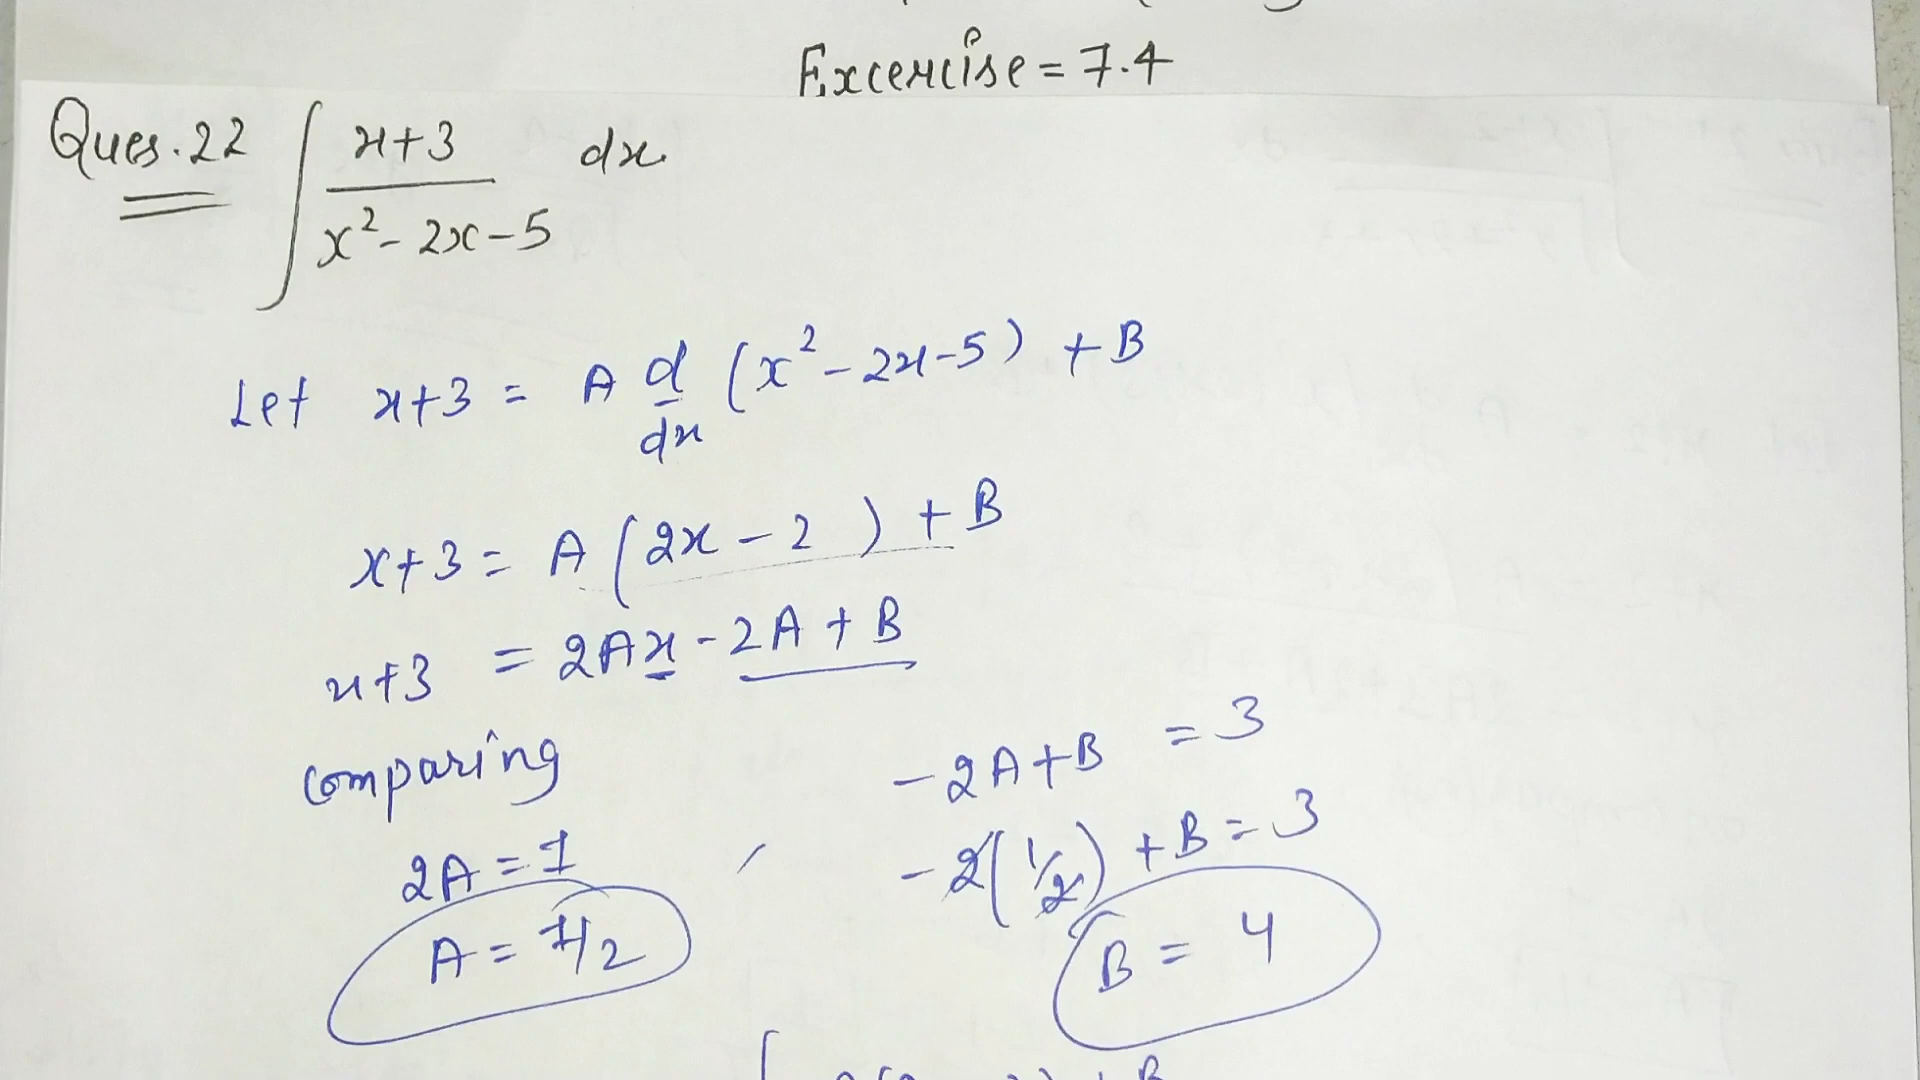 Excercise = 7.4
Ques. 22 ∫ x+3 / x² - 2x - 5 dx
Let x+3 = A d/dx (x² - 2x - 5) + B
x+3 = A (2x - 2) + B
x+3 = 2Ax - 2A + B
comparing
-2A + B = 3
2A = 1 , -2(1/2) + B = 3
A = 1/2 B = 4